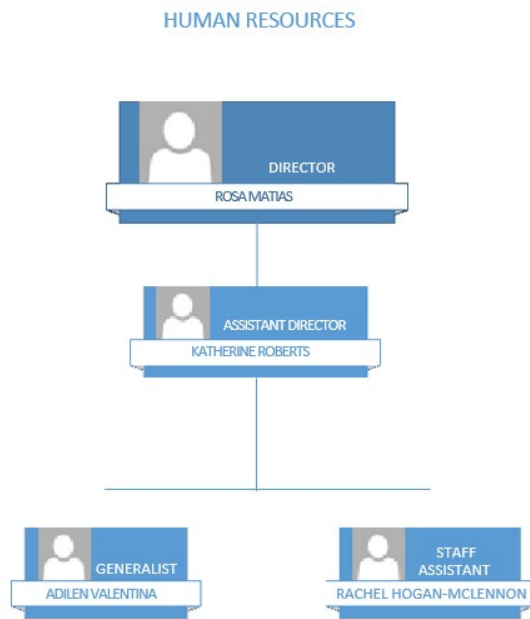 HUMAN RESOURCES
DIRECTOR
ROSA MATIAS
ASSISTANT DIRECTOR
KATHERINE ROBERTS
GENERALIST
ADILEN VALENTINA
STAFF
ASSISTANT
RACHEL HOGAN-MCLENNON